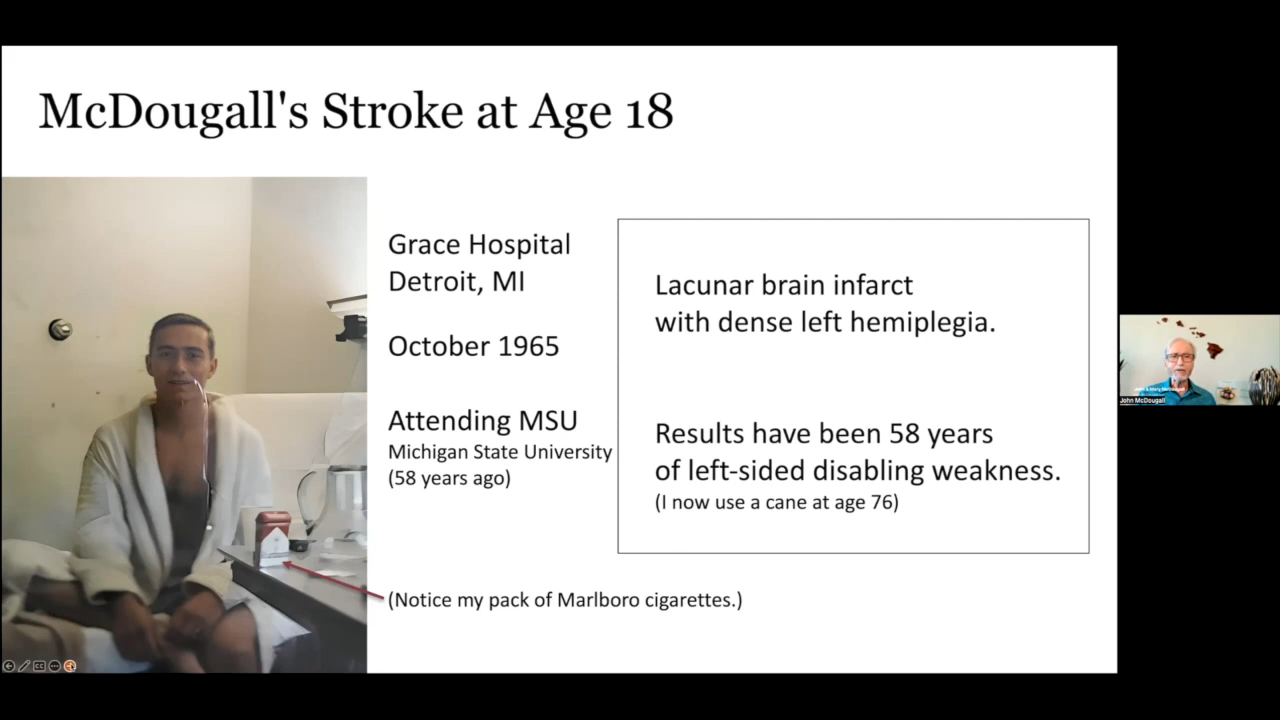 McDougall's Stroke at Age 18
Grace Hospital
Detroit, MI
October 1965
Attending MSU
Michigan State University
(58 years ago)
Lacunar brain infarct
with dense left hemiplegia.
Results have been 58 years
of left-sided disabling weakness.
(I now use a cane at age 76)
(Notice my pack of Marlboro cigarettes.)
John McDougall